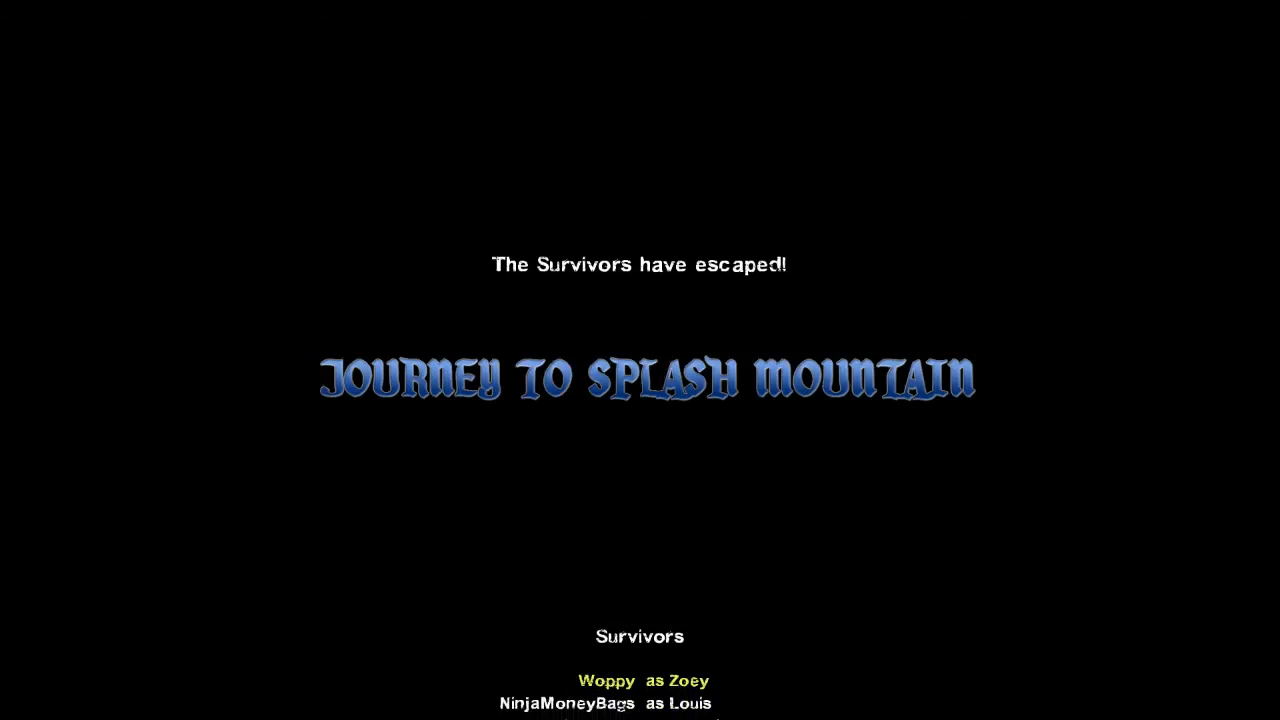 The Survivors have escaped!
JOURNEY TO SPLASH MOUNTAIN
Survivors
Woppy as Zoey
NinjaMoneyBags as Louis